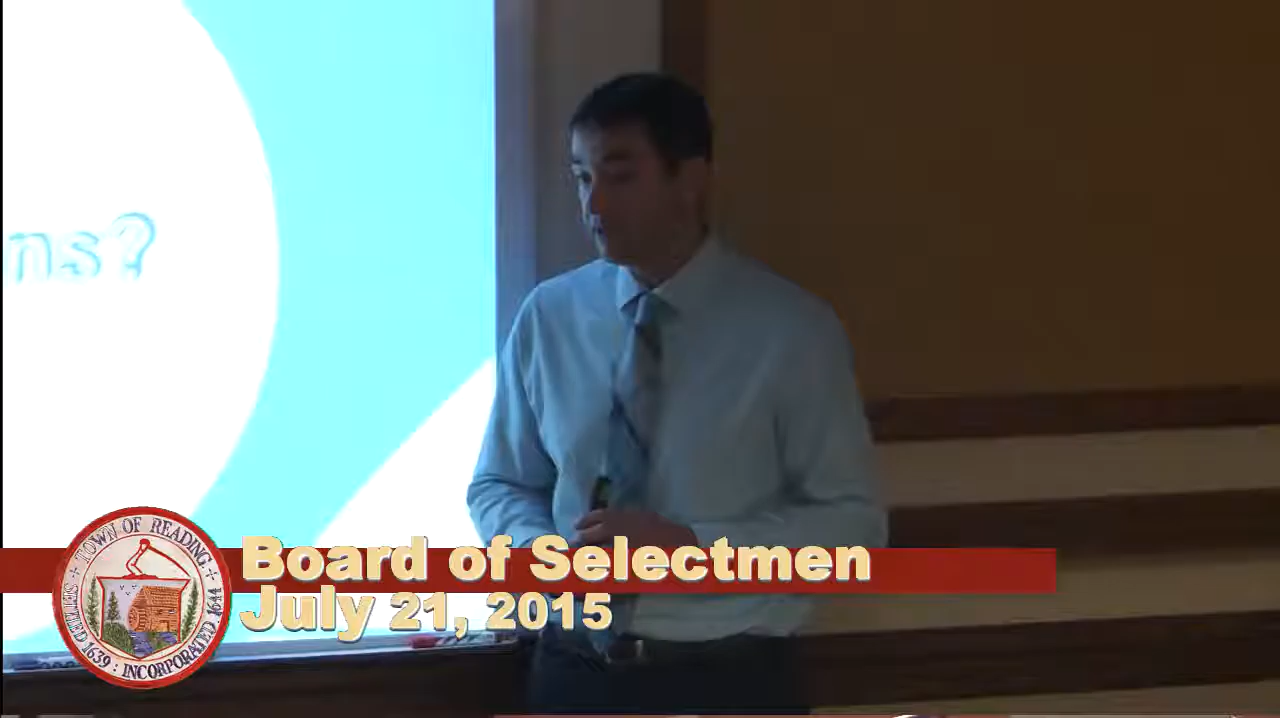 ns?
Board of Selectmen
July 21, 2015
TOWN OF READING
SETTLED 1639 : INCORPORATED 1644